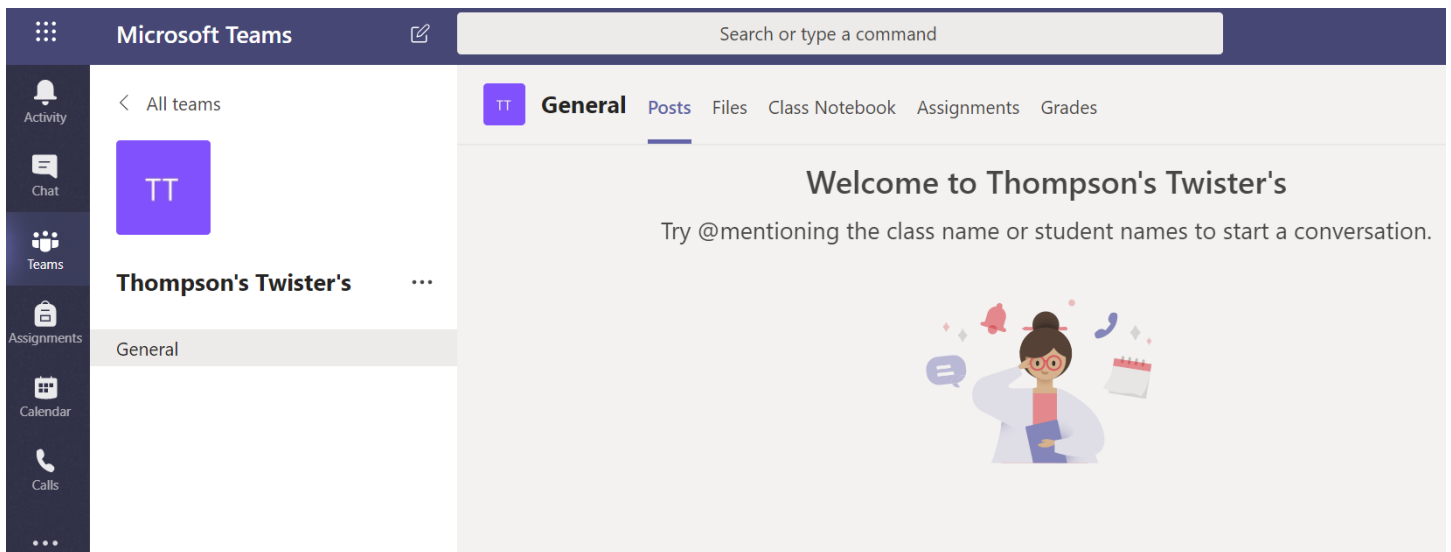 Microsoft Teams
Search or type a command
Activity
Chat
Teams
Assignments
Calendar
Calls
All teams
TT
Thompson's Twister's
General
TT General Posts Files Class Notebook Assignments Grades
Welcome to Thompson's Twister's
Try @mentioning the class name or student names to start a conversation.